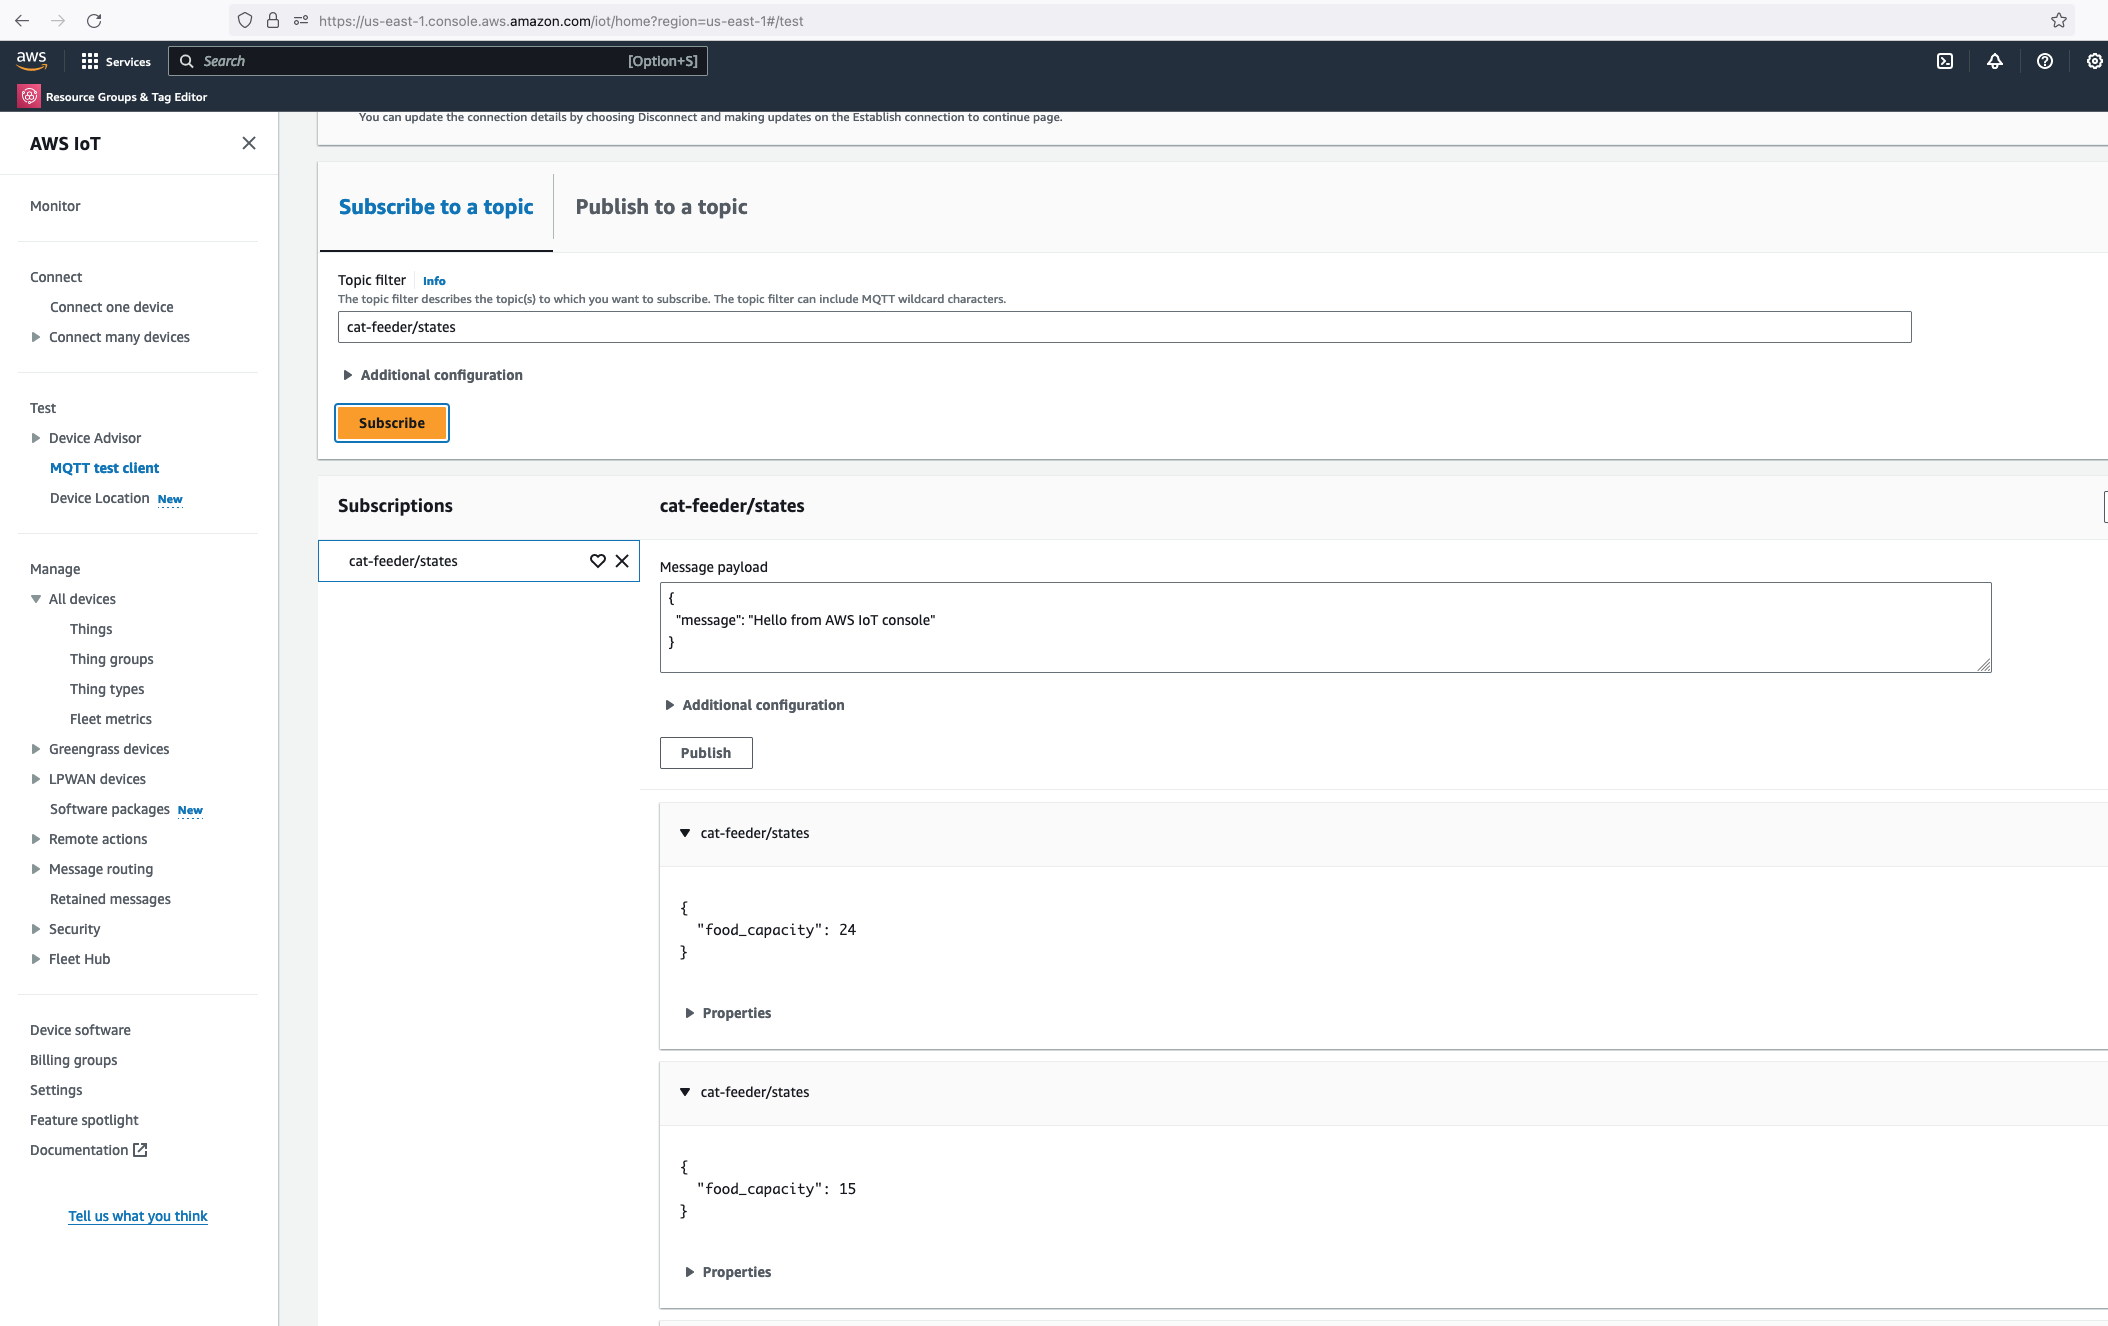 https://us-east-1.console.aws.amazon.com/iot/home?region=us-east-1#/test
aws
Services
Search
[Option+S]
Resource Groups & Tag Editor
AWS IoT
Monitor
Connect
Connect one device
Connect many devices
Test
Device Advisor
MQTT test client
Device Location New
Manage
All devices
Things
Thing groups
Thing types
Fleet metrics
Greengrass devices
LPWAN devices
Software packages New
Remote actions
Message routing
Retained messages
Security
Fleet Hub
Device software
Billing groups
Settings
Feature spotlight
Documentation
Tell us what you think
You can update the connection details by choosing Disconnect and making updates on the Establish connection to continue page.
Subscribe to a topic
Publish to a topic
Topic filter Info
The topic filter describes the topic(s) to which you want to subscribe. The topic filter can include MQTT wildcard characters.
cat-feeder/states
Additional configuration
Subscribe
Subscriptions
cat-feeder/states
cat-feeder/states
Message payload
{
"message": "Hello from AWS IoT console"
}
Additional configuration
Publish
cat-feeder/states
{
"food_capacity": 24
}
Properties
cat-feeder/states
{
"food_capacity": 15
}
Properties